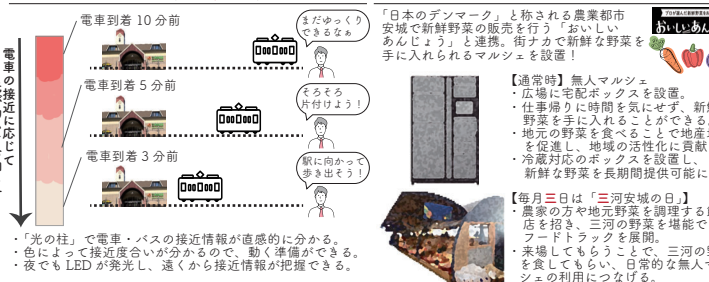 電車の接近に応じて
電車到着 10 分前
まだゆっくり
できるなぁ
電車到着 5 分前
そろそろ
片付けよう！
電車到着 3 分前
駅に向かって
歩き出そう！
・「光の柱」で電車・バスの接近情報が直感的に分かる。
・色によって接近度合いが分かるので、動く準備ができる。
・夜でも LED が発光し、遠くから接近情報が把握できる。
「日本のデンマーク」と称される農業都市
安城で新鮮野菜の販売を行う「おいしい
あんじょう」と連携。街ナカで新鮮な野菜を
手に入れられるマルシェを設置！
おいしいあん
【通常時】無人マルシェ
・広場に宅配ボックスを設置。
・仕事帰りに時間を気にせず、新鮮
野菜を手に入れることができる
・地元の野菜を食べることで地産
を促進し、地域の活性化に貢献
・冷蔵対応のボックスを設置し、
新鮮な野菜を長期間提供可能に
【毎月三日は「三河安城の日」】
・農家の方や地元野菜を調理する
店を招き、三河の野菜を堪能で
フードトラックを展開。
・来場してもらうことで、三河の野
を食してもらい、日常的な無人
シェの利用につなげる。